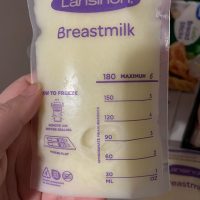 Lansinoh.
Breastmilk
180 MAXIMUM 6
HOW TO FREEZE
150 5
120 4
90 3
60 2
30 1
ML OZ
Breastmilk